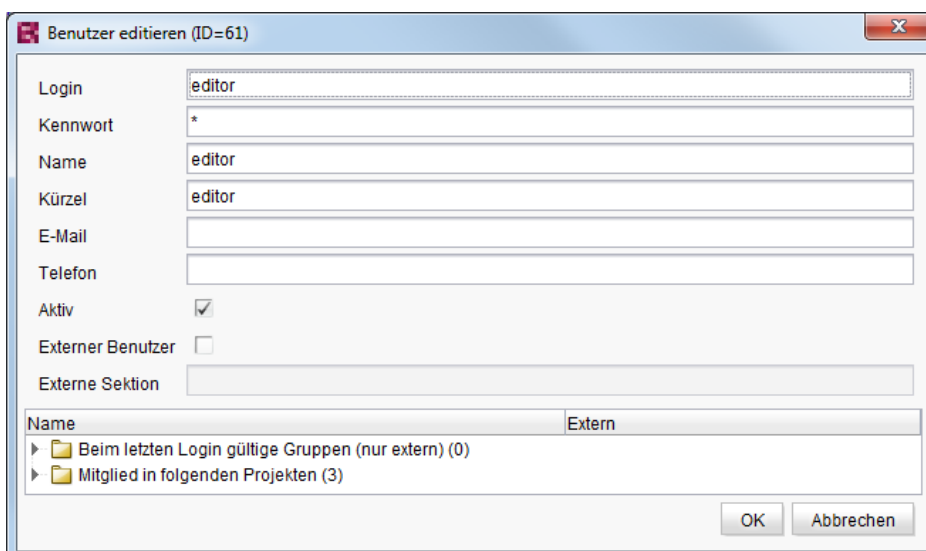 Benutzer editieren (ID=61)
Login editor
Kennwort *
Name editor
Kürzel editor
E-Mail
Telefon
Aktiv
Externer Benutzer
Externe Sektion
Name Extern
Beim letzten Login gültige Gruppen (nur extern) (0)
Mitglied in folgenden Projekten (3)
OK Abbrechen